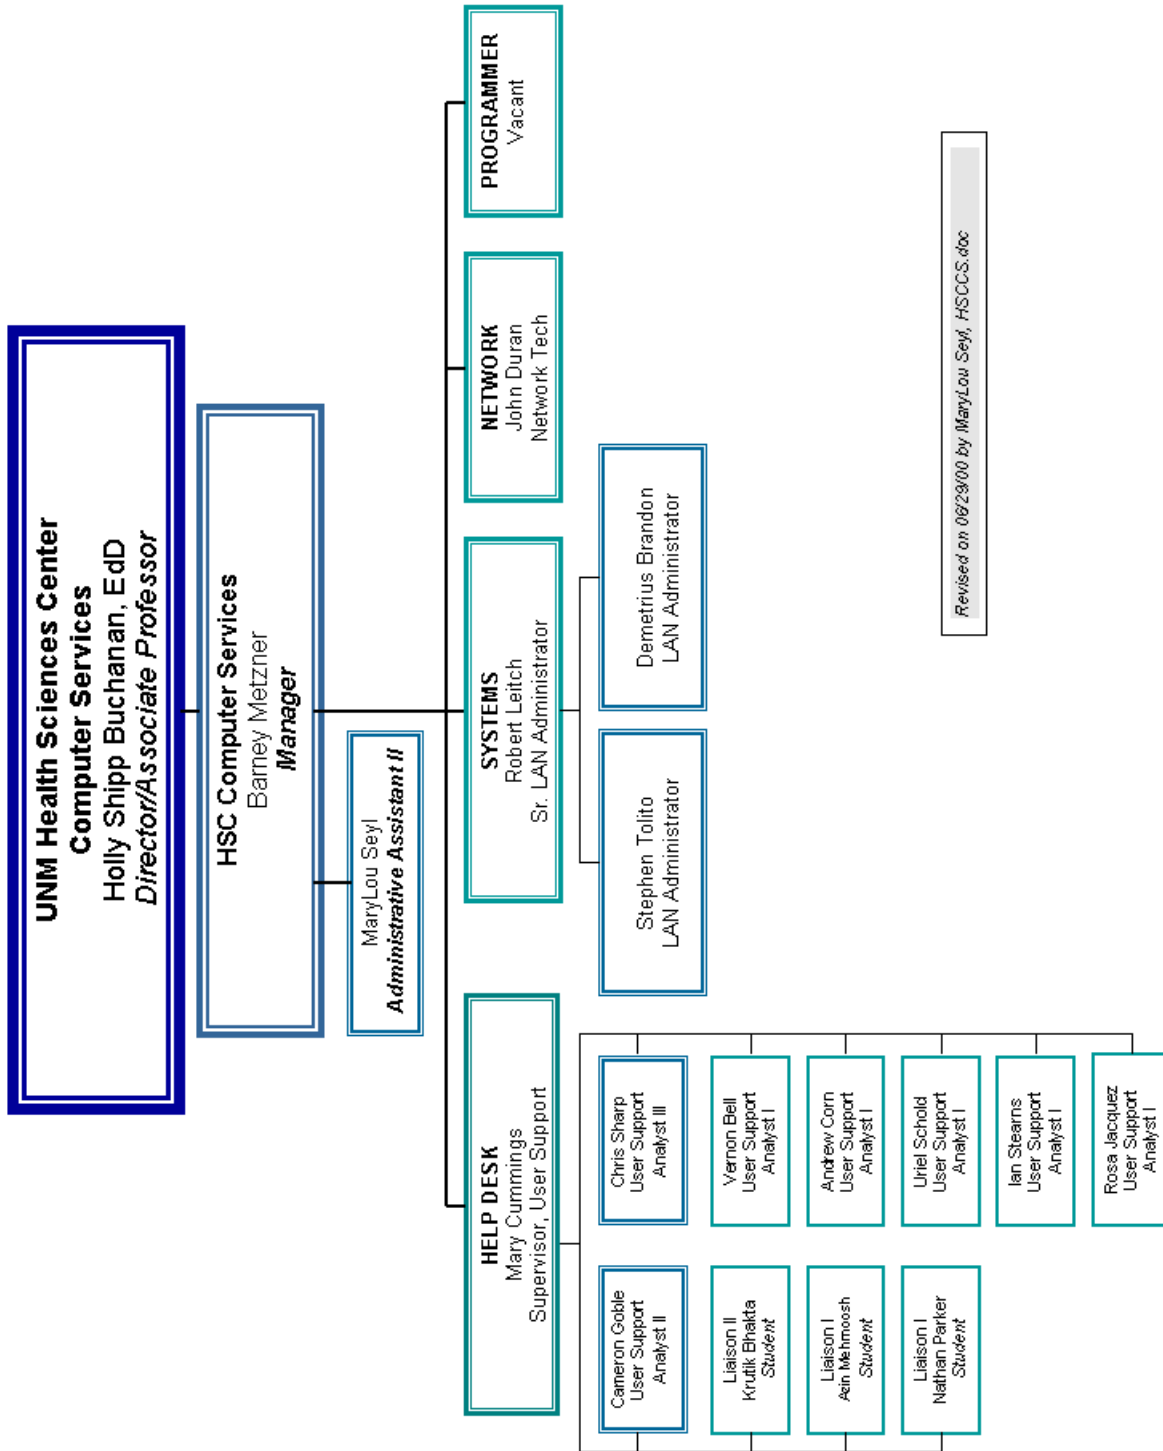 UNM Health Sciences Center
Computer Services
Holly Shipp Buchanan, EdD
Director/Associate Professor
HSC Computer Services
Barney Metzner
Manager
MaryLou Seyl
Administrative Assistant II
HELP DESK
Mary Cummings
Supervisor, User Support
SYSTEMS
Robert Leitch
Sr. LAN Administrator
NETWORK
John Duran
Network Tech
PROGRAMMER
Vacant
Cameron Goble
User Support
Analyst II
Chris Sharp
User Support
Analyst III
Stephen Tolito
LAN Administrator
Demetrius Brandon
LAN Administrator
Liaison II
Krutik Bhakta
Student
Vernon Bell
User Support
Analyst I
Liaison I
Azin Mehrnoosh
Student
Andrew Corn
User Support
Analyst I
Liaison I
Nathan Parker
Student
Uriel Schold
User Support
Analyst I
Ian Stearns
User Support
Analyst I
Rosa Jacquez
User Support
Analyst I
Revised on 06/29/00 by MaryLou Seyl, HSCCS.doc